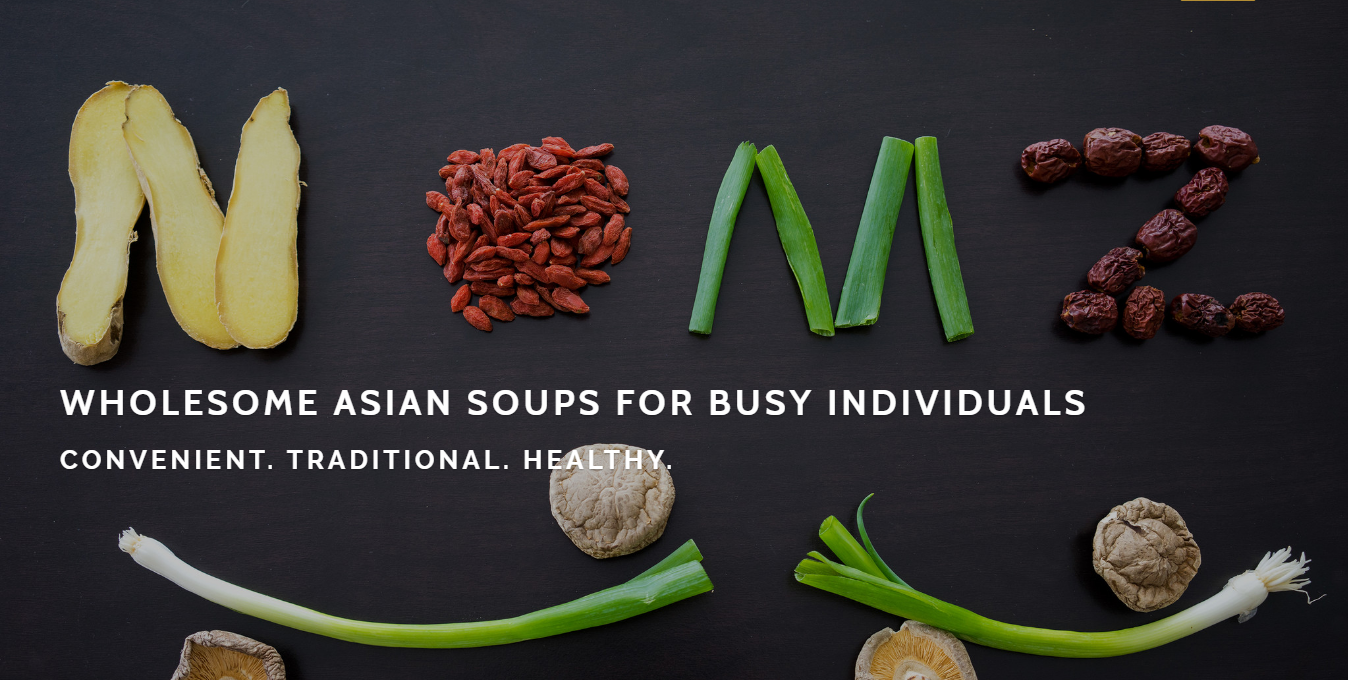 NOMZ
WHOLESOME ASIAN SOUPS FOR BUSY INDIVIDUALS
CONVENIENT. TRADITIONAL. HEALTHY.